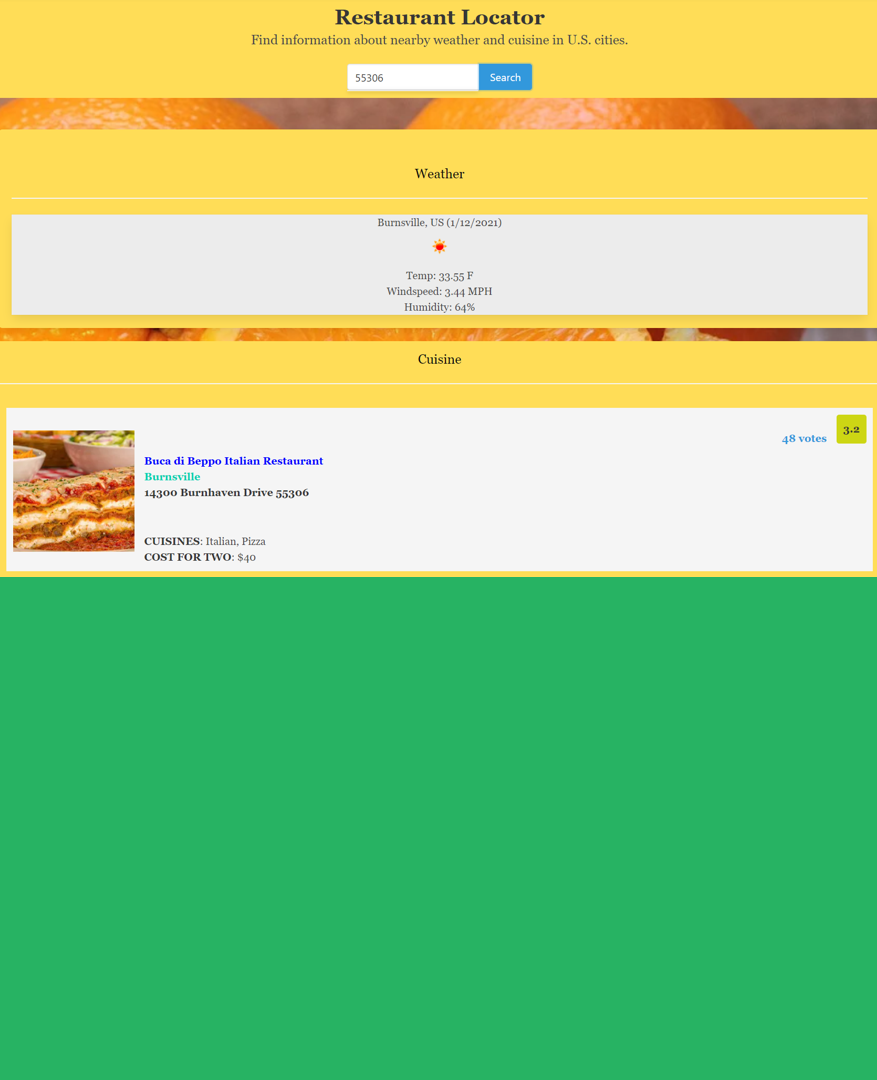 Restaurant Locator
Find information about nearby weather and cuisine in U.S. cities.
55306 Search
Weather
Burnsville, US (1/12/2021)
Temp: 33.55 F
Windspeed: 3.44 MPH
Humidity: 64%
Cuisine
48 votes 3.2
Buca di Beppo Italian Restaurant
Burnsville
14300 Burnhaven Drive 55306
CUISINES: Italian, Pizza
COST FOR TWO: $40